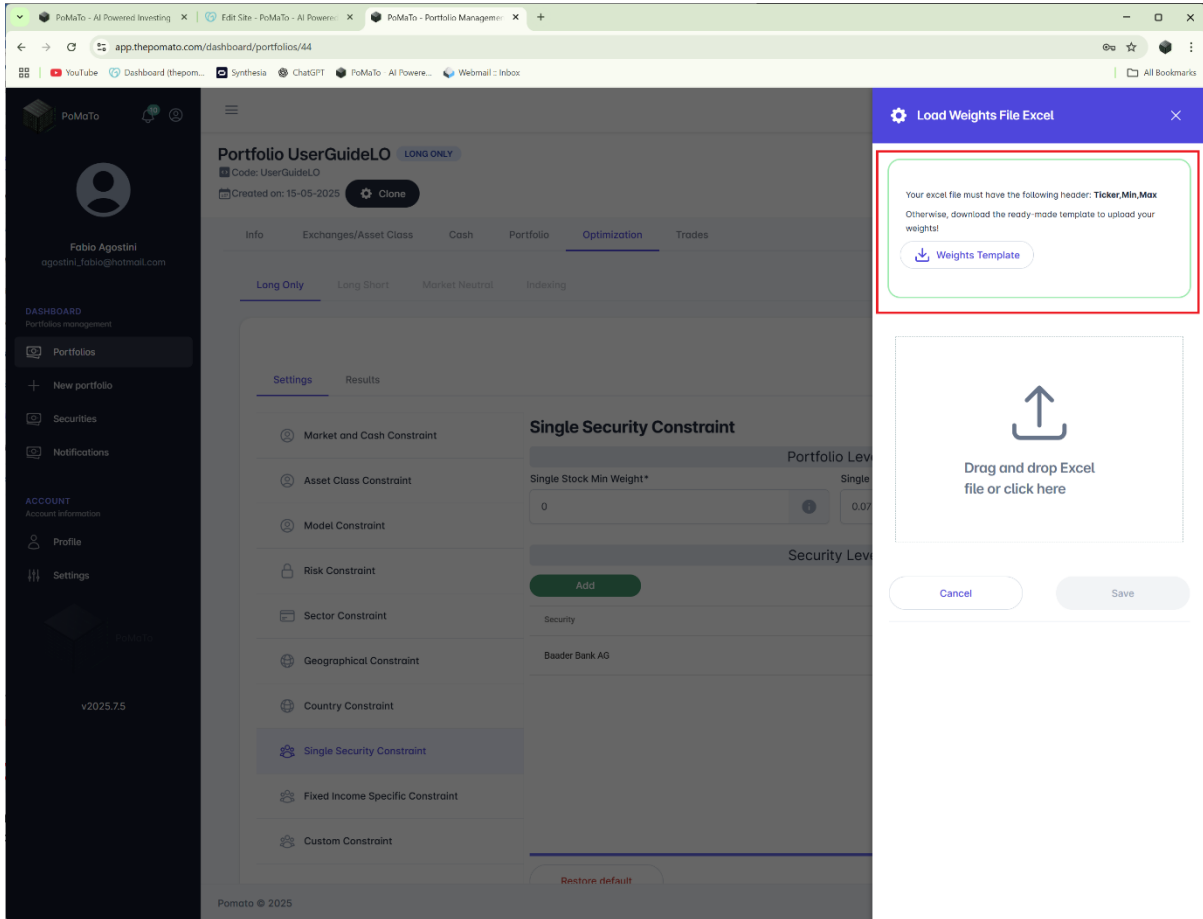 PoMaTo - AI Powered Investing
Edit Site - PoMaTo - AI Powered
PoMaTo - Portfolio Managemen
app.thepomato.com/dashboard/portfolios/44
YouTube
Dashboard (thepom...
Synthesia
ChatGPT
PoMaTo AI Powere...
Webmail :: Inbox
All Bookmarks
PoMaTo
10
Fabio Agostini
agostini_fabio@hotmail.com
DASHBOARD
Portfolios management
Portfolios
New portfolio
Securities
Notifications
ACCOUNT
Account information
Profile
Settings
PoMaTo
v2025.7.5
Portfolio UserGuideLO LONG ONLY
Code: UserGuideLO
Created on: 15-05-2025 Clone
Info Exchanges/Asset Class Cash Portfolio Optimization Trades
Long Only Long Short Market Neutral Indexing
Settings Results
Market and Cash Constraint
Asset Class Constraint
Model Constraint
Risk Constraint
Sector Constraint
Geographical Constraint
Country Constraint
Single Security Constraint
Fixed Income Specific Constraint
Custom Constraint
Single Security Constraint
Portfolio Leve
Single Stock Min Weight* Single
0 0.07
Security Leve
Add
Security
Baader Bank AG
Restore default
Pomato © 2025
Load Weights File Excel
Your excel file must have the following header: Ticker,Min,Max
Otherwise, download the ready-made template to upload your
weights!
Weights Template
Drag and drop Excel
file or click here
Cancel Save